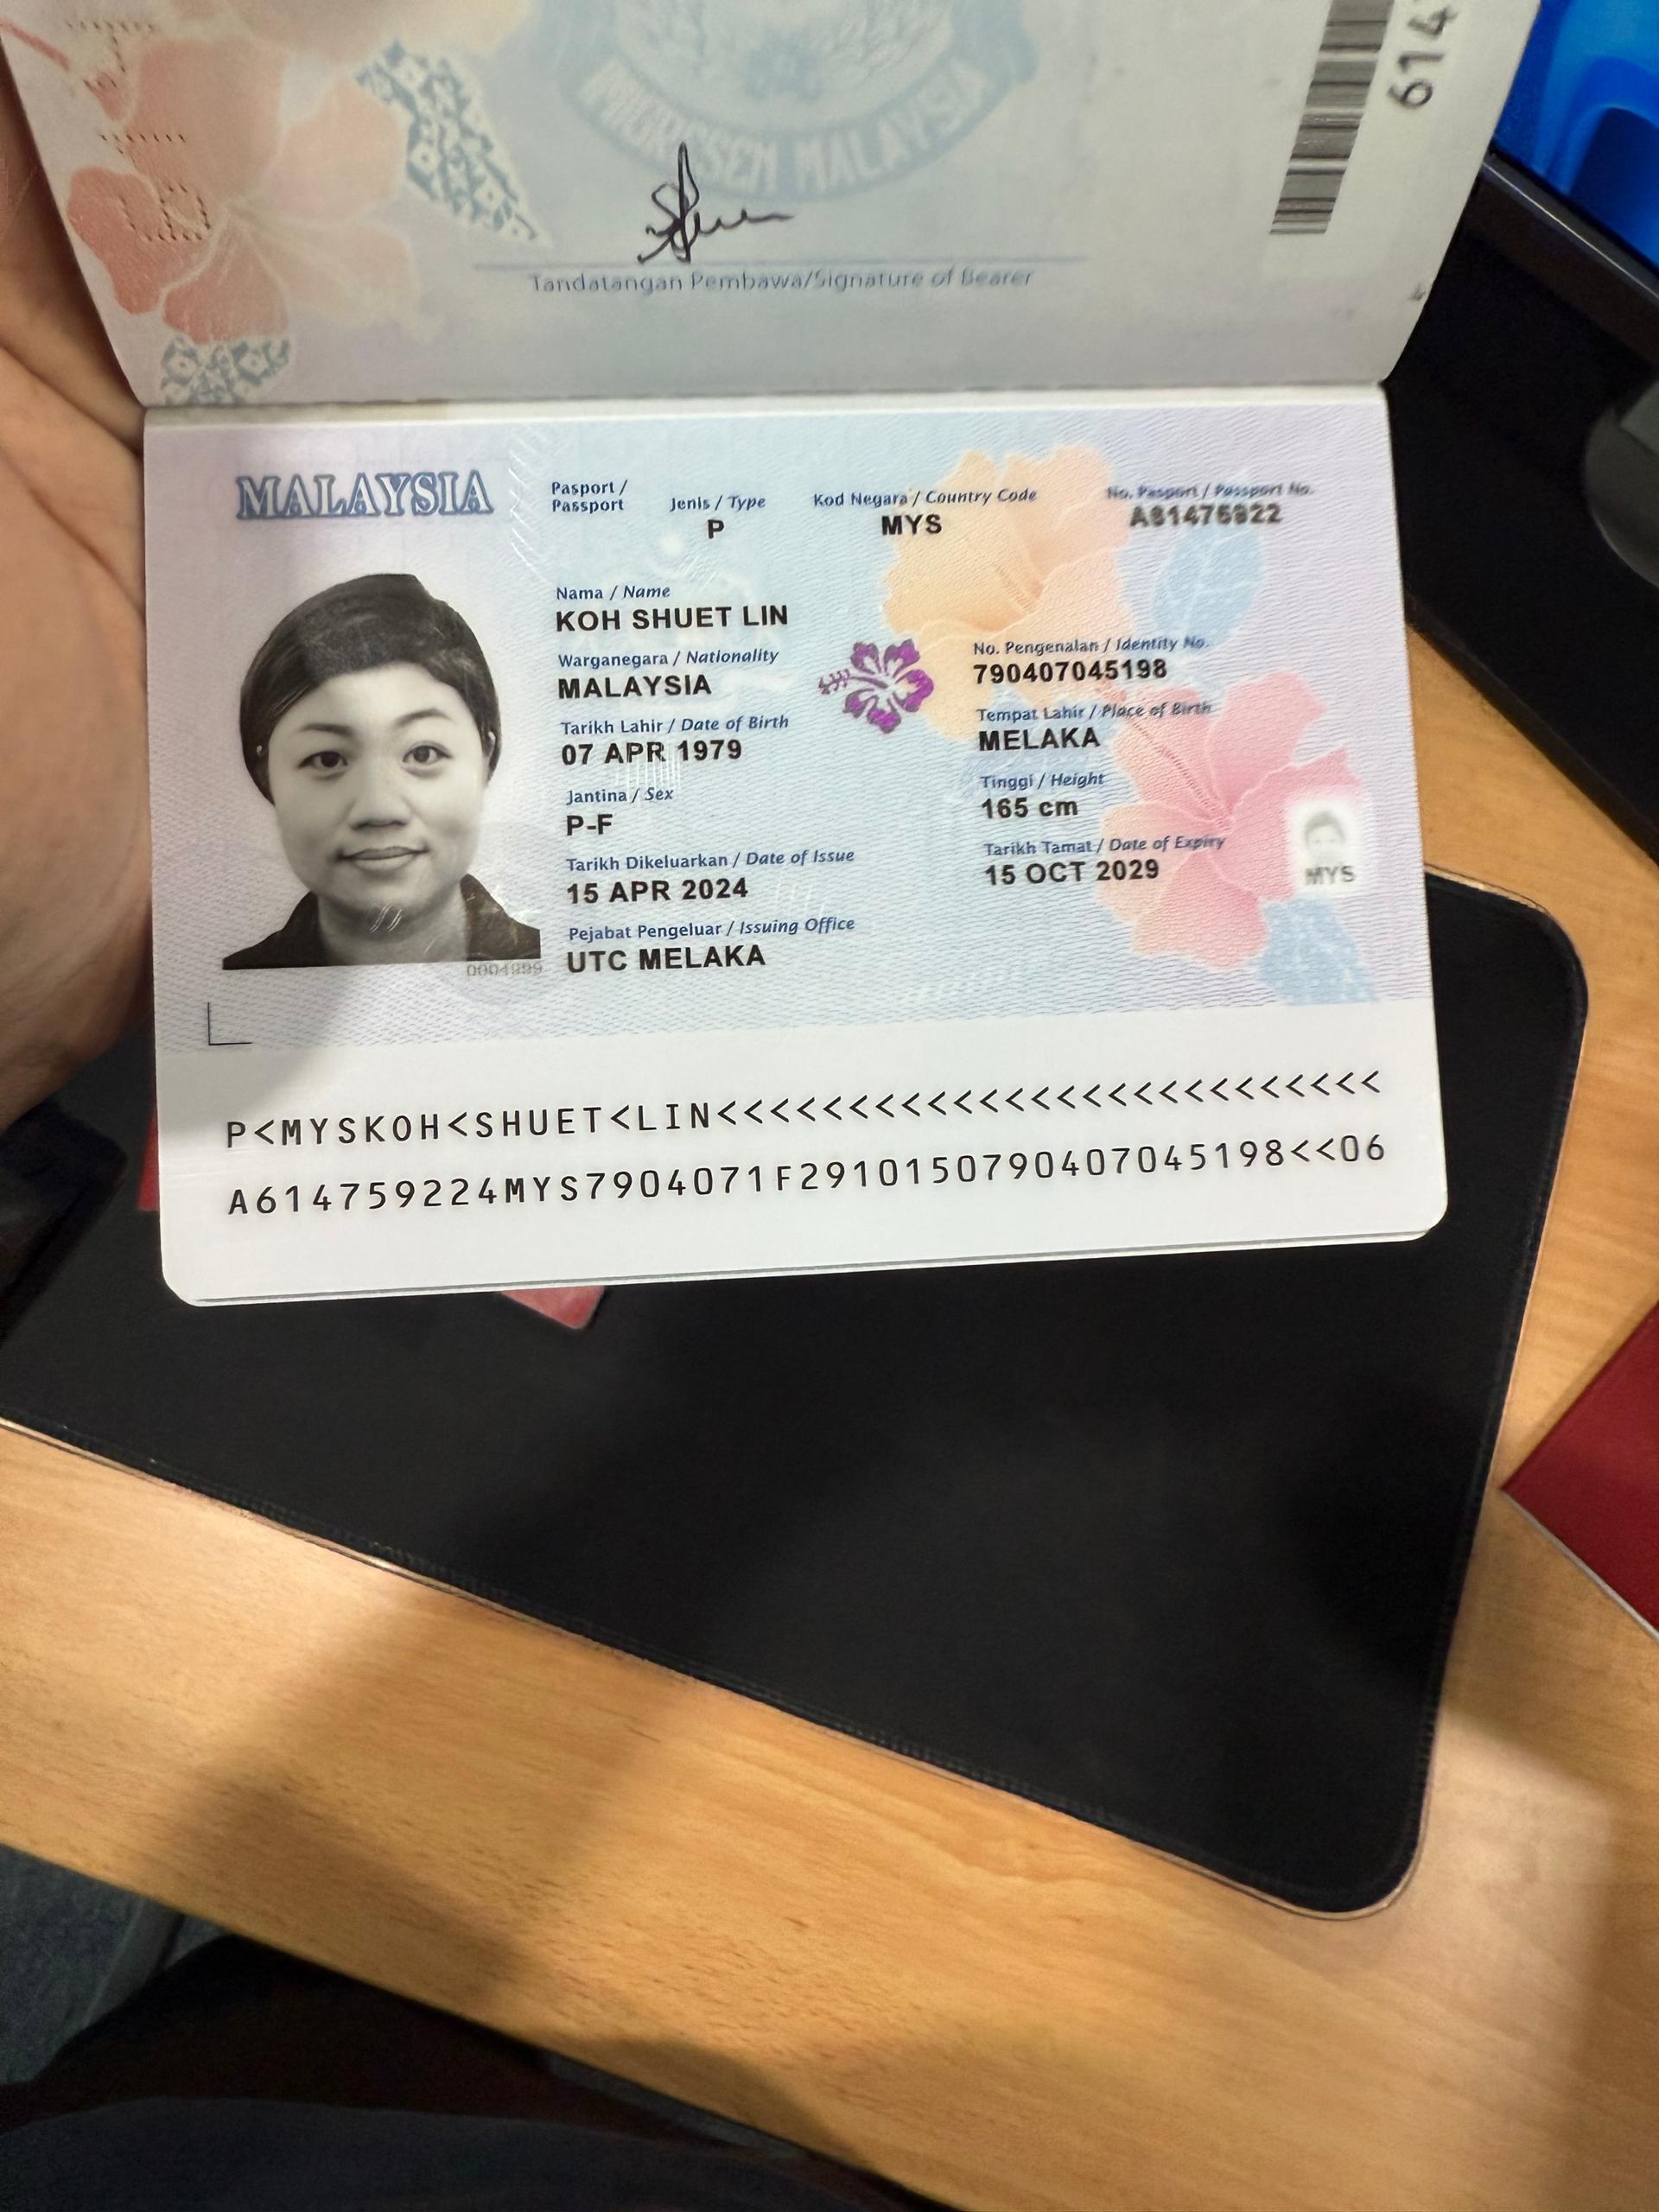 MALAYSIA
Tandatangan Pembawa/Signature of Bearer
MALAYSIA
Pasport / Passport
Jenis / Type
P
Kod Negara / Country Code
MYS
No. Pasport / Passport No.
Nama / Name
KOH SHUET LIN
Warganegara / Nationality
MALAYSIA
No. Pengenalan / Identity No.
790407045198
Tarikh Lahir / Date of Birth
07 APR 1979
Tempat Lahir / Place of Birth
MELAKA
Jantina / Sex
P-F
Tinggi / Height
165 cm
Tarikh Dikeluarkan / Date of Issue
15 APR 2024
Tarikh Tamat / Date of Expiry
15 OCT 2029
MYS
Pejabat Pengeluar / Issuing Office
UTC MELAKA
P<MYSKOH<SHUET<LIN<<<<<<<<<<<<<<<<<<<<<<<<<<
A614759224MYS7904071F2910150790407045198<<06